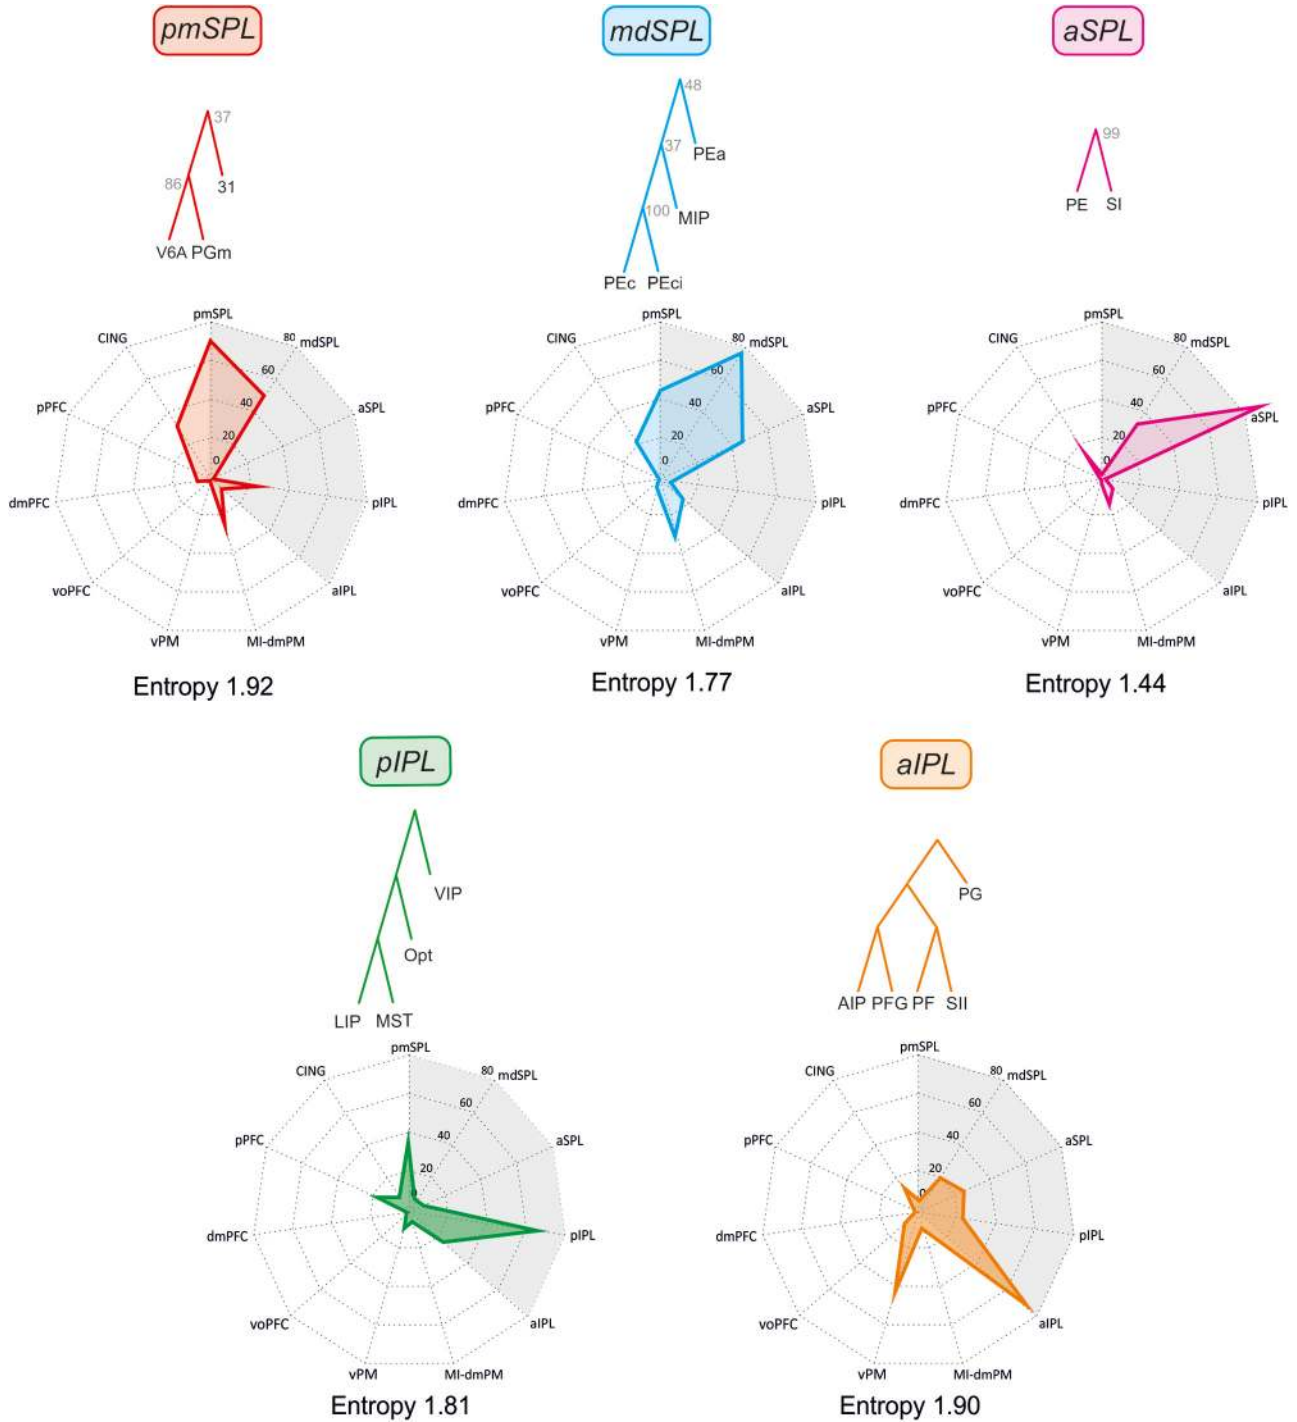 pmSPL mdSPL aSPL
37 48 99
86 31 37 PEa PE SI
V6A PGm 100 MIP
PEc PEci
pmSPL pmSPL pmSPL
CING 80 mdSPL CING 80 mdSPL CING 80 mdSPL
60 60 60
pPFC 40 aSPL pPFC 40 aSPL pPFC 40 aSPL
20 20 20
0 0 0
dmPFC pIPL dmPFC pIPL dmPFC pIPL
voPFC aIPL voPFC aIPL voPFC aIPL
vPM MI-dmPM vPM MI-dmPM vPM MI-dmPM
Entropy 1.92 Entropy 1.77 Entropy 1.44
pIPL aIPL
VIP PG
Opt
LIP MST AIP PFG PF SII
pmSPL pmSPL
CING 80 mdSPL CING 80 mdSPL
60 60
pPFC 40 aSPL pPFC 40 aSPL
20 20
0 0
dmPFC pIPL dmPFC pIPL
voPFC aIPL voPFC aIPL
vPM MI-dmPM vPM MI-dmPM
Entropy 1.81 Entropy 1.90